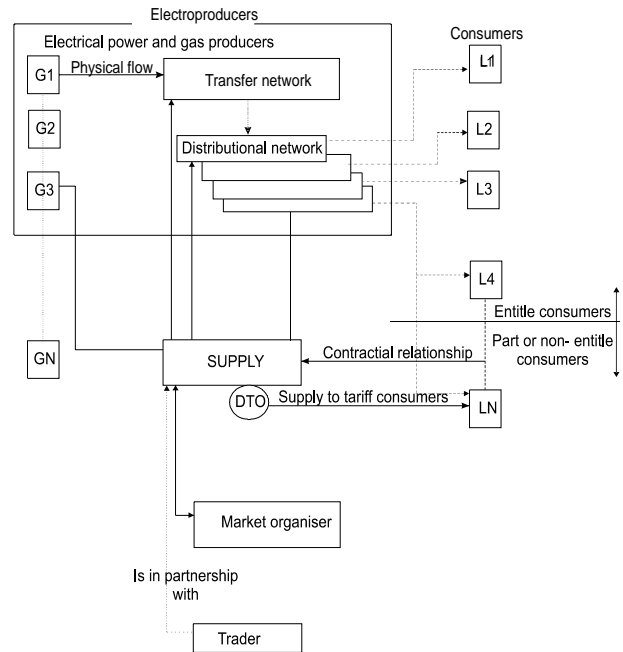 Electroproducers
Electrical power and gas producers
Consumers
G1
Physical flow
Transfer network
L1
G2
L2
Distributional network
G3
L3
L4
Entitle consumers
Part or non- entitle
consumers
GN
SUPPLY
Contractial relationship
DTO
Supply to tariff consumers
LN
Market organiser
Is in partnership
with
Trader